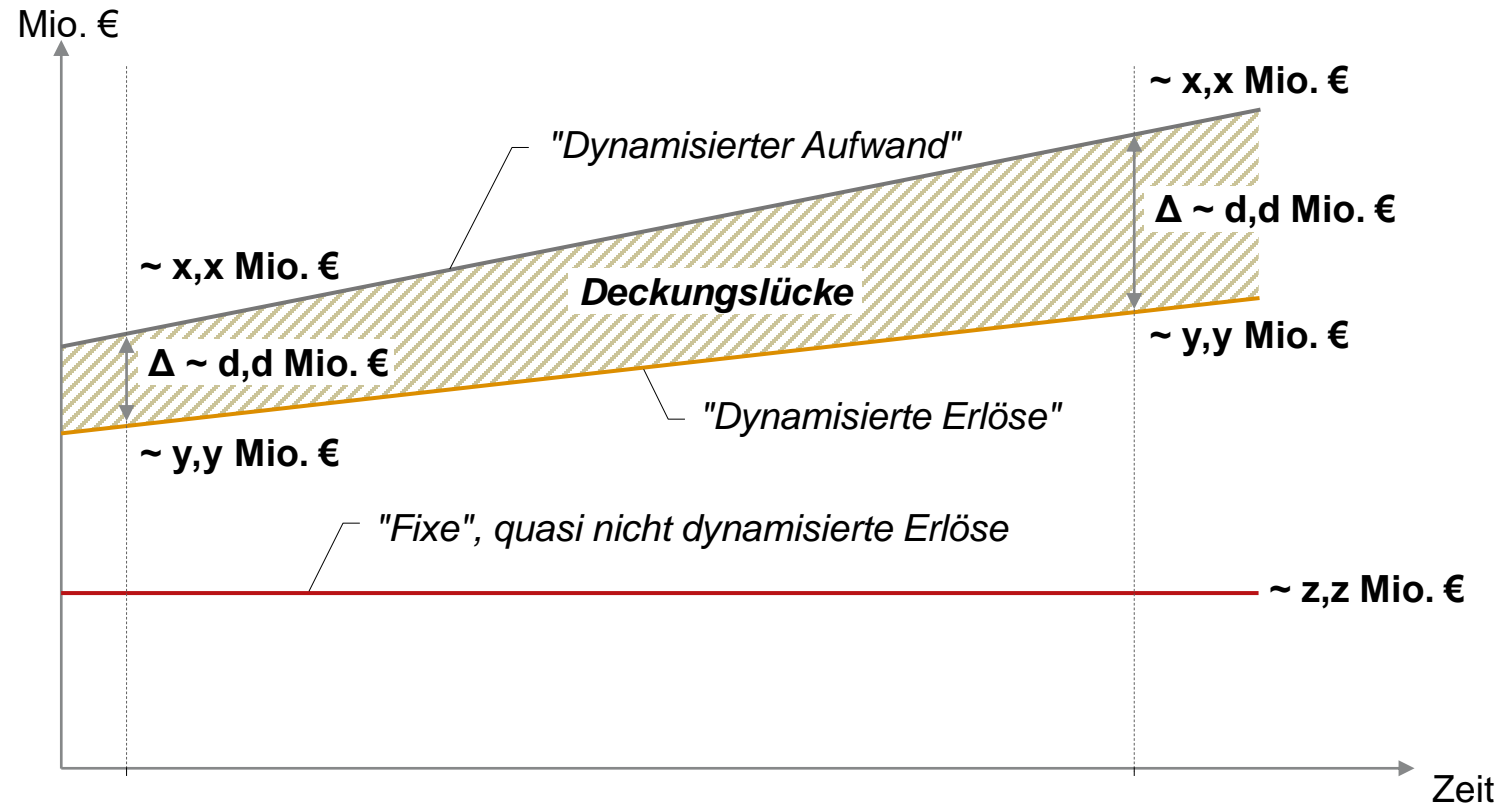 Mio. €
~ x,x Mio. €
"Dynamisierter Aufwand"
Δ ~ d,d Mio. €
~ x,x Mio. €
Deckungslücke
~ y,y Mio. €
Δ ~ d,d Mio. €
"Dynamisierte Erlöse"
~ y,y Mio. €
"Fixe", quasi nicht dynamisierte Erlöse
~ z,z Mio. €
Zeit